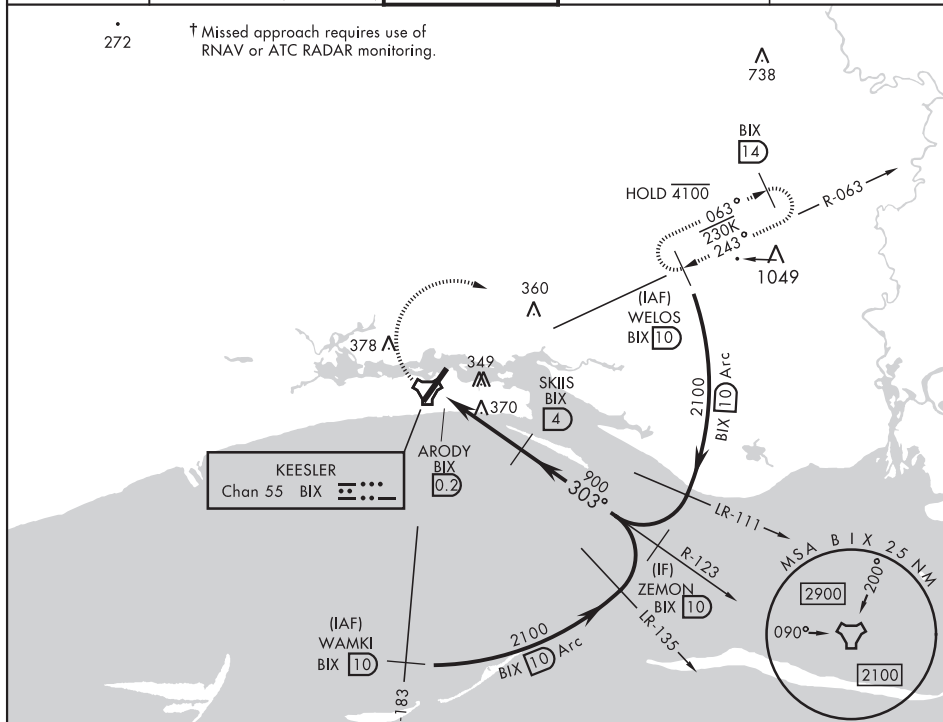 272
† Missed approach requires use of
RNAV or ATC RADAR monitoring.
738
BIX
14
HOLD 4100
063°
230K
243°
R-063
1049
360
(IAF)
WELOS
BIX 10
378
349
370
SKIIS
BIX
4
2100
BIX 10 Arc
ARODY
BIX
0.2
KEESLER
Chan 55 BIX
900
303°
LR-111
R-123
(IF)
ZEMON
BIX 10
LR-135
(IAF)
WAMKI
BIX 10
2100
BIX 10 Arc
-183
MSA BIX 25 NM
200°
2900
090°
2100